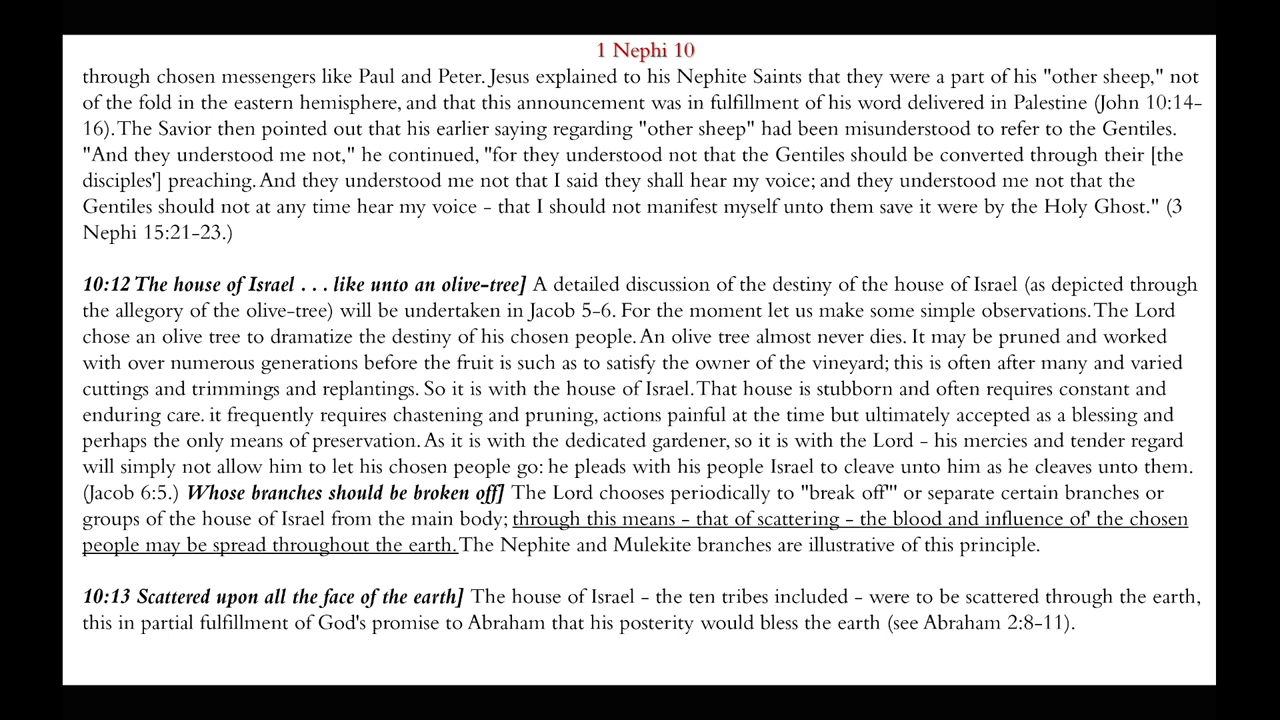 1 Nephi 10
through chosen messengers like Paul and Peter. Jesus explained to his Nephite Saints that they were a part of his "other sheep," not
of the fold in the eastern hemisphere, and that this announcement was in fulfillment of his word delivered in Palestine (John 10:14-
16). The Savior then pointed out that his earlier saying regarding "other sheep" had been misunderstood to refer to the Gentiles.
"And they understood me not," he continued, "for they understood not that the Gentiles should be converted through their [the
disciples'] preaching. And they understood me not that I said they shall hear my voice; and they understood me not that the
Gentiles should not at any time hear my voice - that I should not manifest myself unto them save it were by the Holy Ghost." (3
Nephi 15:21-23.)
10:12 The house of Israel . . . like unto an olive-tree] A detailed discussion of the destiny of the house of Israel (as depicted through
the allegory of the olive-tree) will be undertaken in Jacob 5-6. For the moment let us make some simple observations. The Lord
chose an olive tree to dramatize the destiny of his chosen people. An olive tree almost never dies. It may be pruned and worked
with over numerous generations before the fruit is such as to satisfy the owner of the vineyard; this is often after many and varied
cuttings and trimmings and replantings. So it is with the house of Israel. That house is stubborn and often requires constant and
enduring care. it frequently requires chastening and pruning, actions painful at the time but ultimately accepted as a blessing and
perhaps the only means of preservation. As it is with the dedicated gardener, so it is with the Lord - his mercies and tender regard
will simply not allow him to let his chosen people go: he pleads with his people Israel to cleave unto him as he cleaves unto them.
(Jacob 6:5.) Whose branches should be broken off] The Lord chooses periodically to "break off'" or separate certain branches or
groups of the house of Israel from the main body; through this means - that of scattering - the blood and influence of' the chosen
people may be spread throughout the earth. The Nephite and Mulekite branches are illustrative of this principle.
10:13 Scattered upon all the face of the earth] The house of Israel - the ten tribes included - were to be scattered through the earth,
this in partial fulfillment of God's promise to Abraham that his posterity would bless the earth (see Abraham 2:8-11).